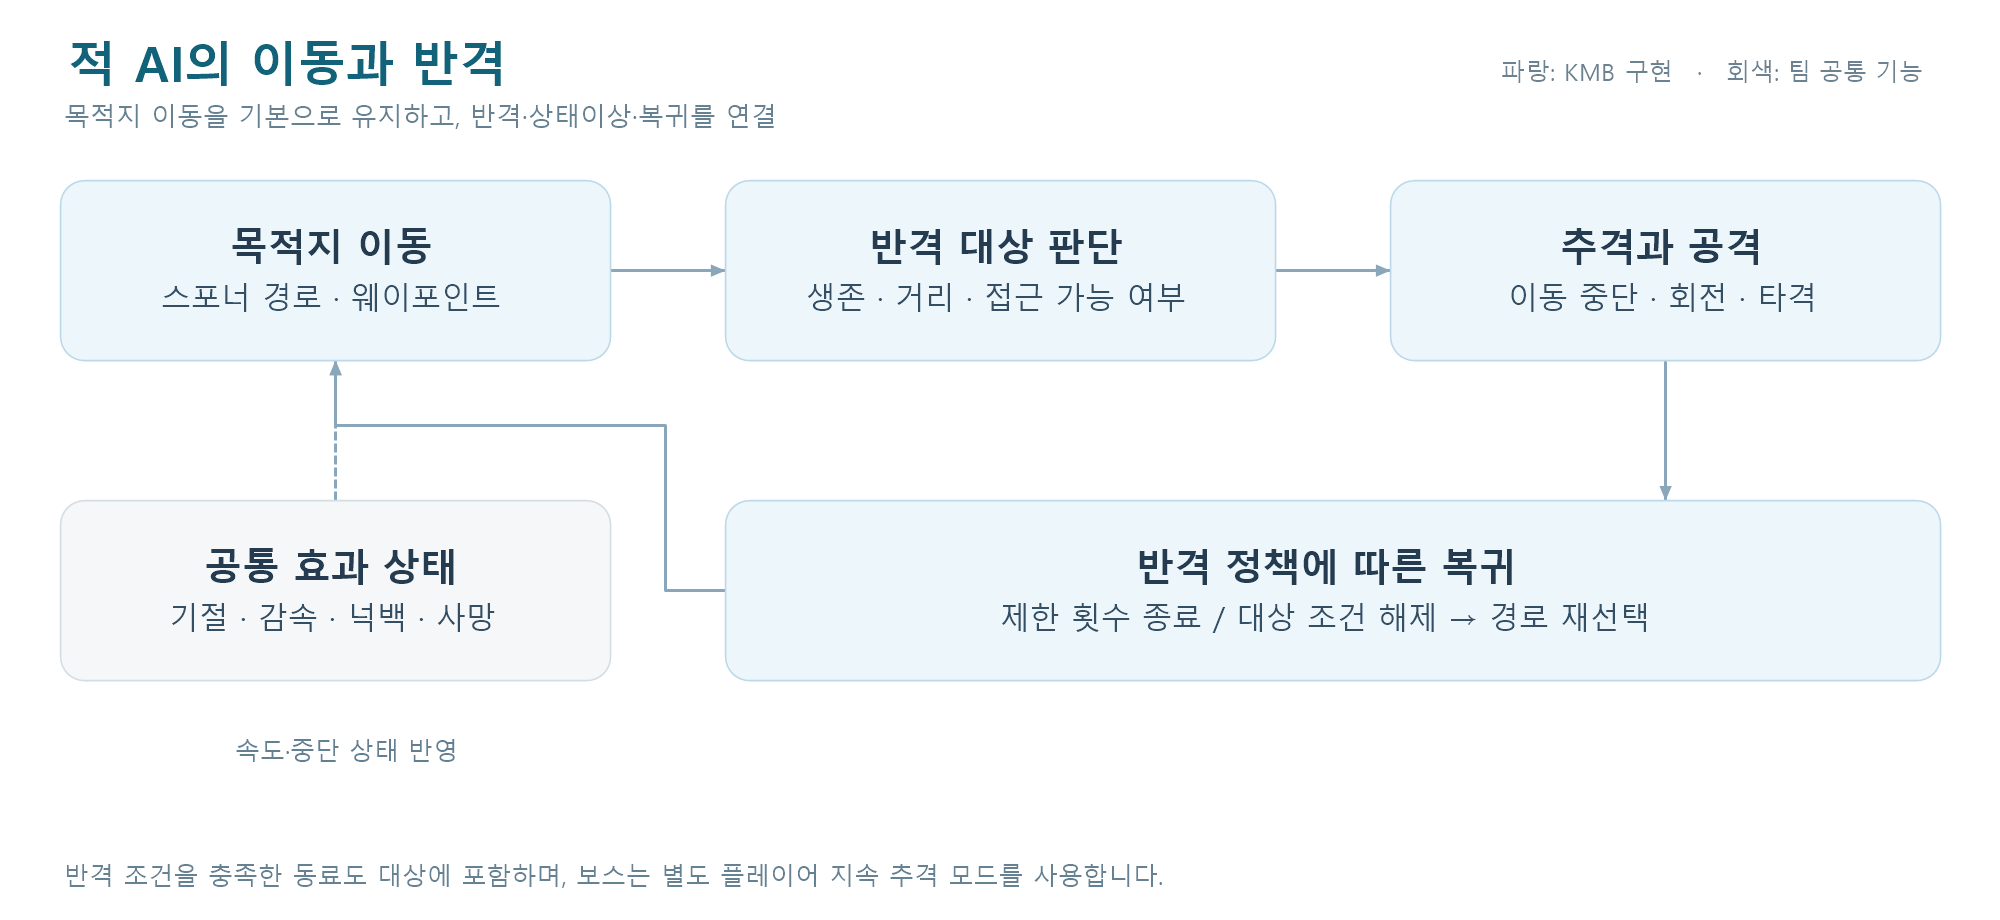 적 AI의 이동과 반격
파랑: KMB 구현 · 회색: 팀 공통 기능
목적지 이동을 기본으로 유지하고, 반격·상태이상·복귀를 연결
목적지 이동
스포너 경로 · 웨이포인트
반격 대상 판단
생존 · 거리 · 접근 가능 여부
추격과 공격
이동 중단 · 회전 · 타격
공통 효과 상태
기절 · 감속 · 넉백 · 사망
반격 정책에 따른 복귀
제한 횟수 종료 / 대상 조건 해제 → 경로 재선택
속도·중단 상태 반영
반격 조건을 충족한 동료도 대상에 포함하며, 보스는 별도 플레이어 지속 추격 모드를 사용합니다.